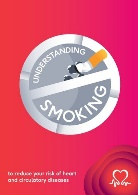 UNDERSTANDING
SMOKING
to reduce your risk of heart
and circulatory diseases